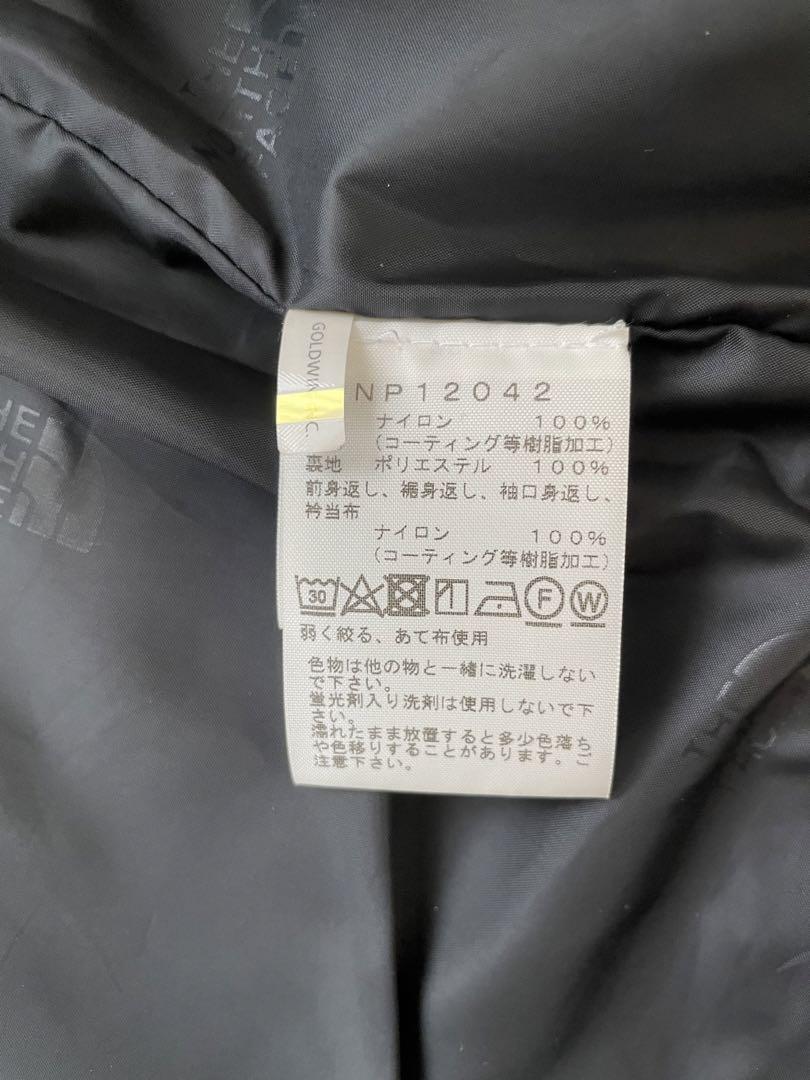 THE
NORTH
FACE
GOLDWIN INC.
NP12042
ナイロン 100%
(コーティング等樹脂加工)
裏地 ポリエステル 100%
前身返し、裾身返し、袖口身返し、
衿当布
ナイロン 100%
(コーティング等樹脂加工)
30
F
W
弱く絞る、あて布使用
色物は他の物と一緒に洗濯しない
で下さい。
蛍光剤入り洗剤は使用しないで下
さい。
濡れたまま放置すると多少色落ち
や色移りすることがあります。ご
注意下さい。